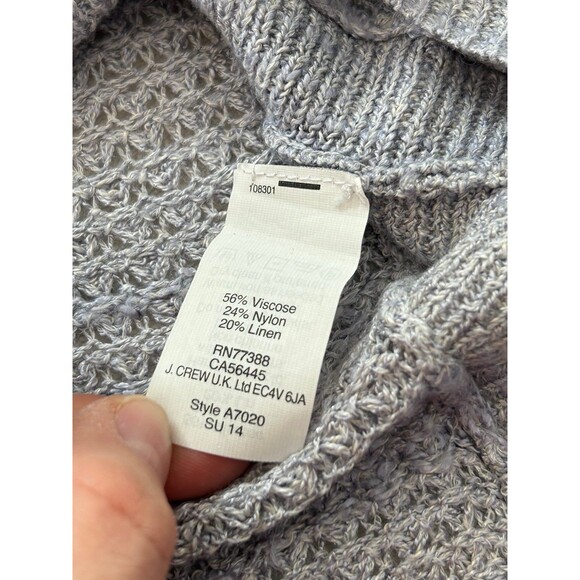 108301
56% Viscose
24% Nylon
20% Linen
RN77388
CA56445
J. CREW U.K. Ltd EC4V 6JA
Style A7020
SU 14